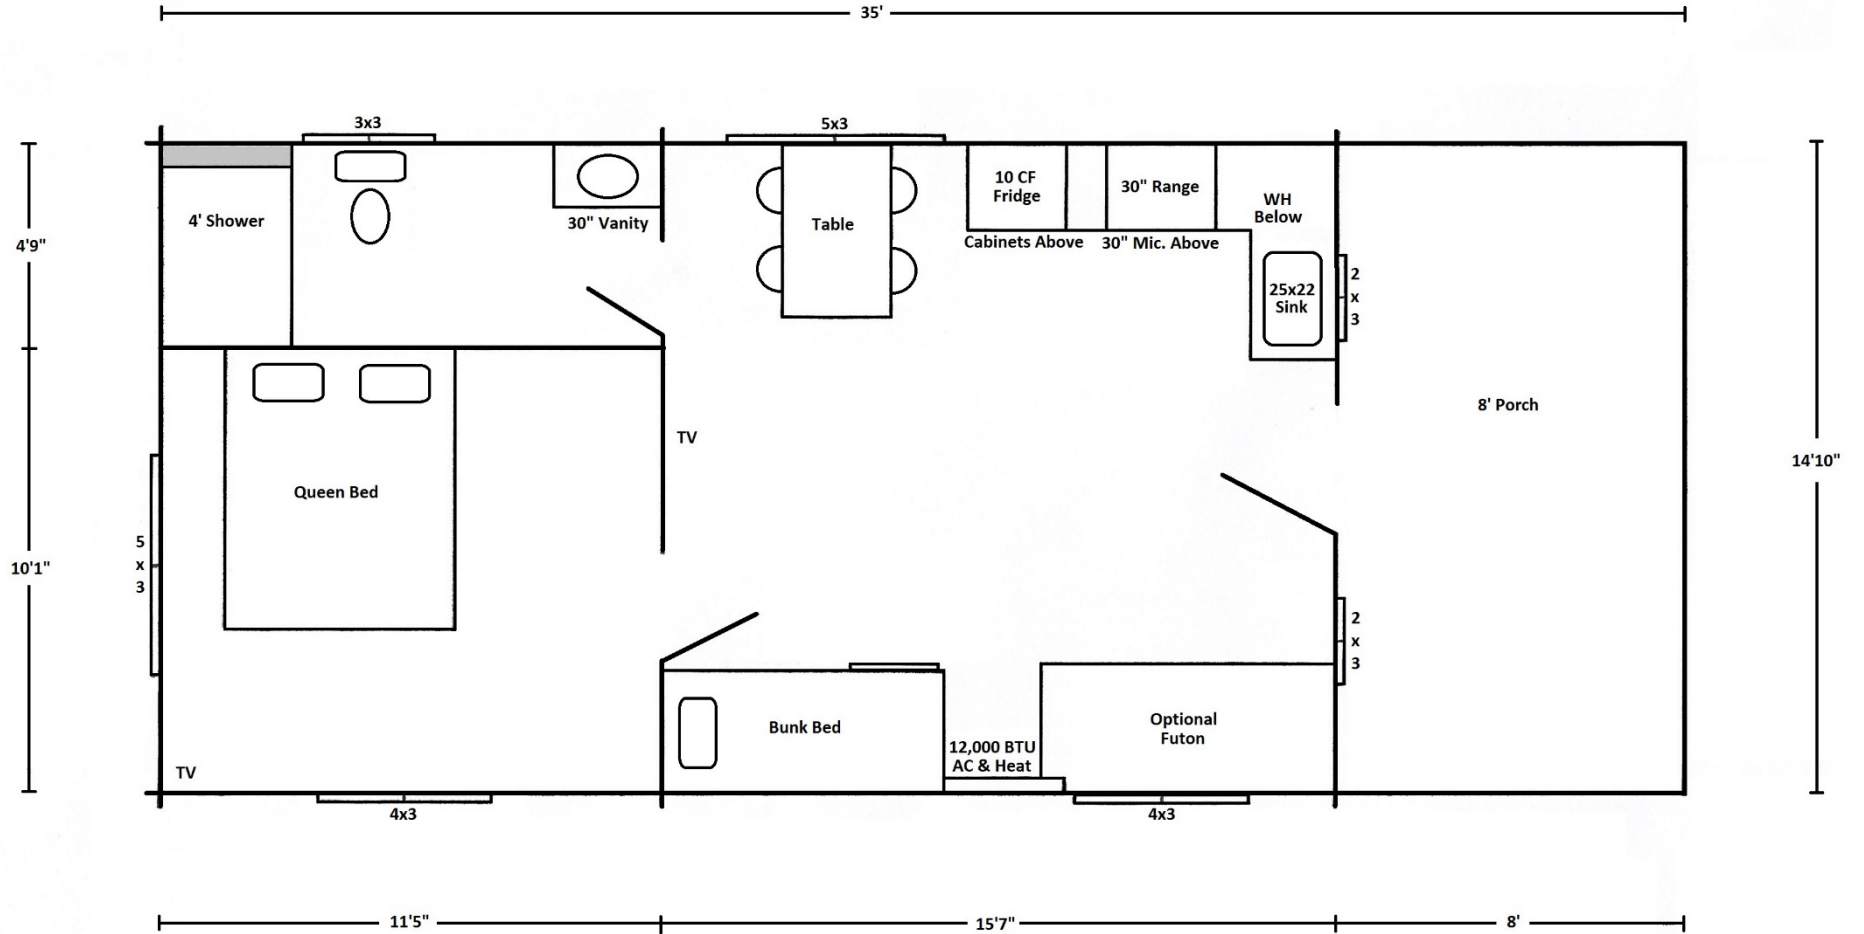 35'
3x3
5x3
4' Shower
30" Vanity
Table
10 CF
Fridge
Cabinets Above
30" Range
30" Mic. Above
WH
Below
25x22
Sink
2
x
3
4'9"
8' Porch
14'10"
TV
Queen Bed
5
x
3
10'1"
2
x
3
Bunk Bed
12,000 BTU
AC & Heat
Optional
Futon
TV
4x3
4x3
11'5"
15'7"
8'